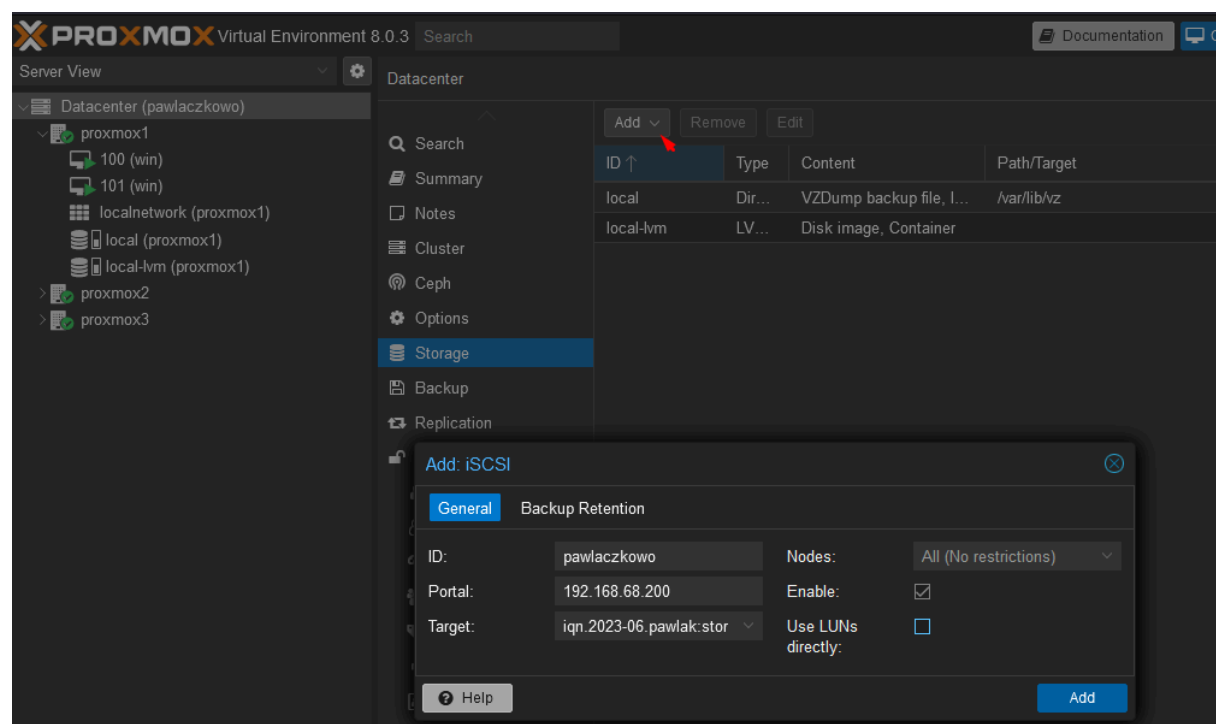 PROXMOX Virtual Environment 8.0.3 Search Documentation
Server View
Datacenter
Datacenter (pawlaczkowo)
proxmox1
100 (win)
101 (win)
localnetwork (proxmox1)
local (proxmox1)
local-lvm (proxmox1)
proxmox2
proxmox3
Search
Summary
Notes
Cluster
Ceph
Options
Storage
Backup
Replication
Add Remove Edit
ID Type Content Path/Target
local Dir... VZDump backup file, I... /var/lib/vz
local-lvm LV... Disk image, Container
Add: iSCSI
General Backup Retention
ID: pawlaczkowo Nodes: All (No restrictions)
Portal: 192.168.68.200 Enable:
Target: iqn.2023-06.pawlak:stor Use LUNs
directly:
Help Add